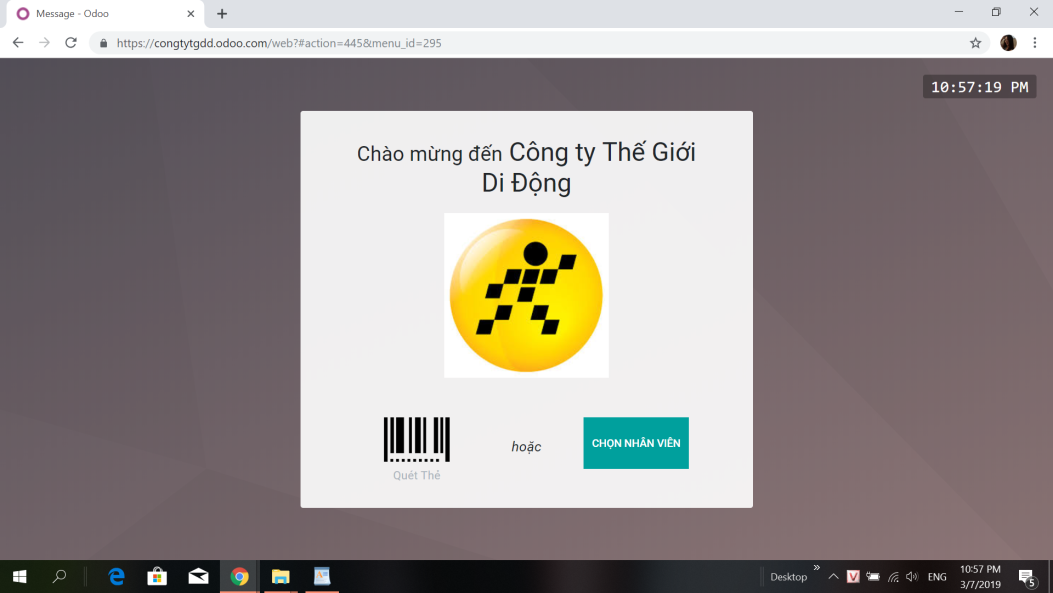 Message - Odoo
https://congtytgdd.odoo.com/web?#action=445&menu_id=295
10:57:19 PM
Chào mừng đến Công ty Thế Giới
Di Động
Quét Thẻ
hoặc
CHỌN NHÂN VIÊN
Desktop
ENG
10:57 PM
3/7/2019
5